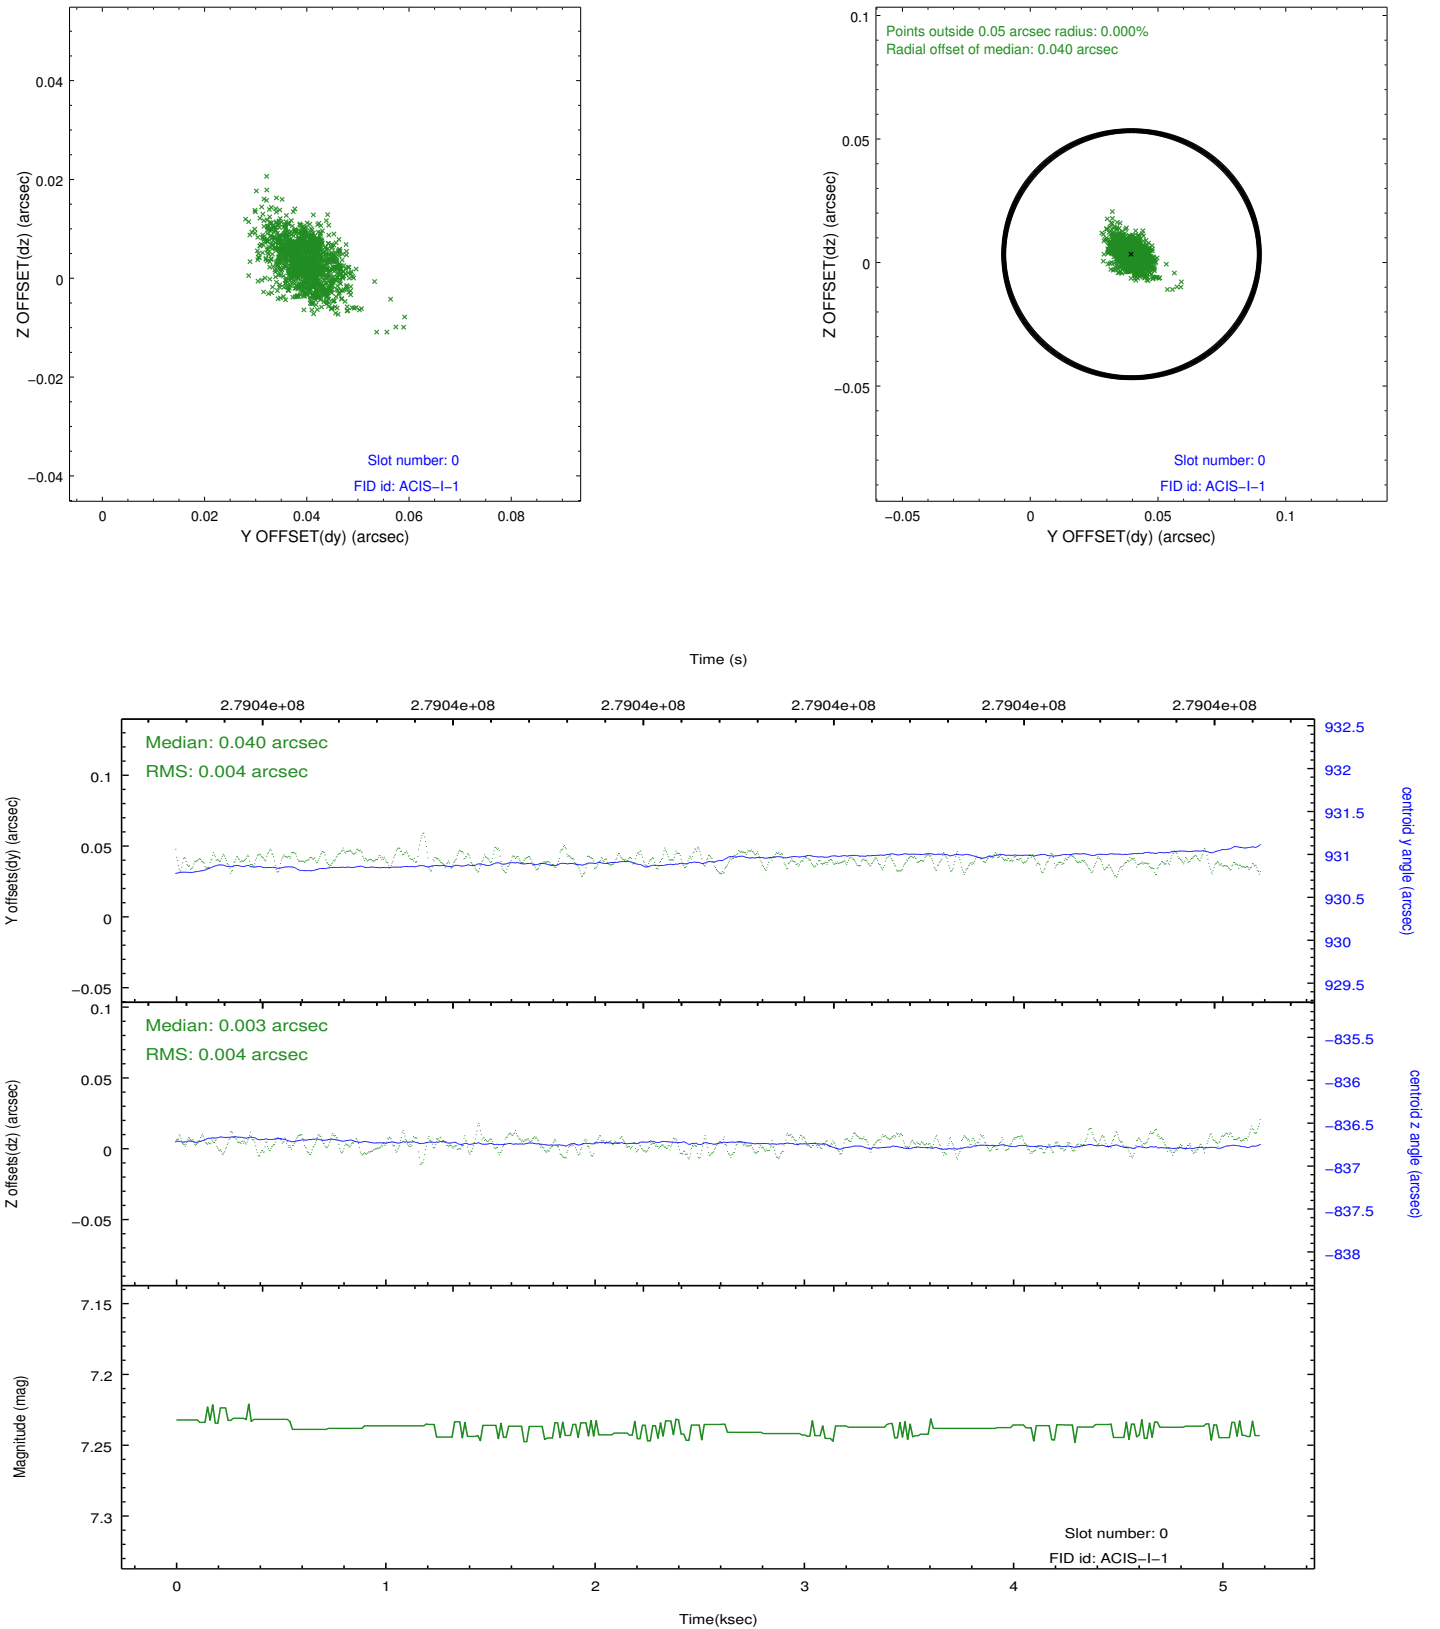 0.04
0.02
0
−0.02
−0.04
Z OFFSET(dz) (arcsec)
Slot number: 0
FID id: ACIS−I−1
0 0.02 0.04 0.06 0.08
Y OFFSET(dy) (arcsec)
Points outside 0.05 arcsec radius: 0.000%
Radial offset of median: 0.040 arcsec
0.1
0.05
0
−0.05
Z OFFSET(dz) (arcsec)
Slot number: 0
FID id: ACIS−I−1
−0.05 0 0.05 0.1
Y OFFSET(dy) (arcsec)
Time (s)
2.7904e+08 2.7904e+08 2.7904e+08 2.7904e+08 2.7904e+08 2.7904e+08
Median: 0.040 arcsec
RMS: 0.004 arcsec
0.1
0.05
0
−0.05
Y offsets(dy) (arcsec)
932.5
932
931.5
931
930.5
930
929.5
centroid y angle (arcsec)
Median: 0.003 arcsec
RMS: 0.004 arcsec
0.1
0.05
0
−0.05
Z offsets(dz) (arcsec)
−835.5
−836
−836.5
−837
−837.5
−838
centroid z angle (arcsec)
7.15
7.2
7.25
7.3
Magnitude (mag)
Slot number: 0
FID id: ACIS−I−1
0 1 2 3 4 5
Time(ksec)